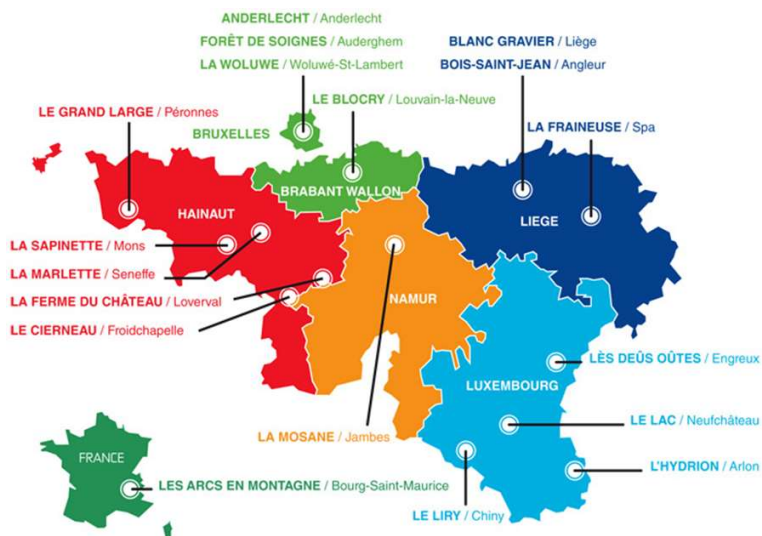 ANDERLECHT / Anderlecht
FORÊT DE SOIGNES / Auderghem
LA WOLUWE / Woluwé-St-Lambert
BLANC GRAVIER / Liège
BOIS-SAINT-JEAN / Angleur
LE GRAND LARGE / Péronnes
LE BLOCRY / Louvain-la-Neuve
LA FRAINEUSE / Spa
BRUXELLES
BRABANT WALLON
HAINAUT
LIEGE
LA SAPINETTE / Mons
LA MARLETTE / Seneffe
LA FERME DU CHÂTEAU / Loverval
LE CIERNEAU / Froidchapelle
NAMUR
LÈS DEÛS OÛTES / Engreux
LUXEMBOURG
LE LAC / Neufchâteau
LA MOSANE / Jambes
FRANCE
L'HYDRION / Arlon
LES ARCS EN MONTAGNE / Bourg-Saint-Maurice
LE LIRY / Chiny